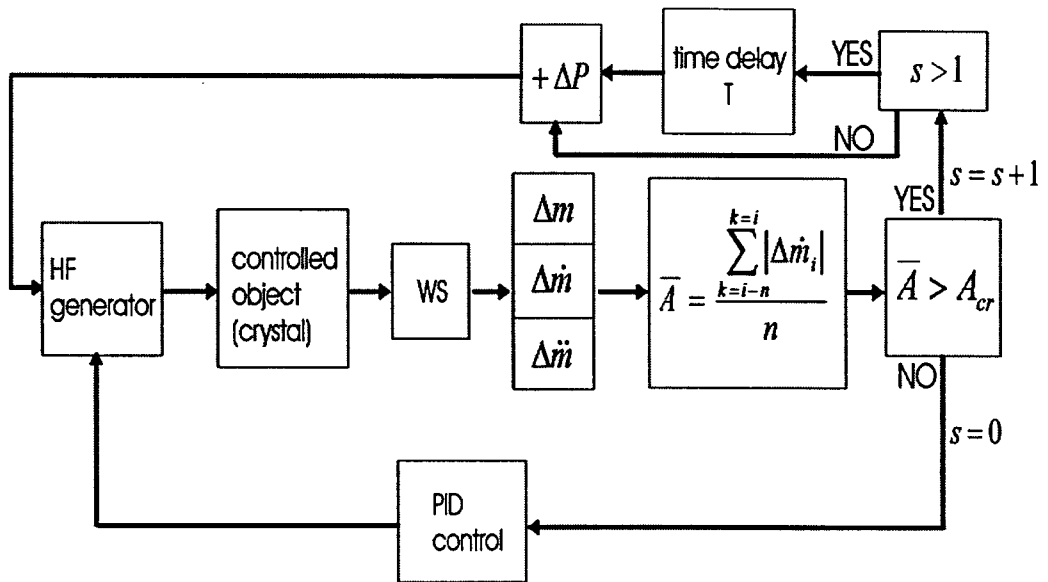 +ΔP
time delay
T
YES
s > 1
NO
s = s + 1
YES
HF
generator
controlled
object
(crystal)
WS
Δm
Δṁ
Δm̈
A̅ = ∑_{k=i-n}^{k=i} |Δṁ_i| / n
A̅ > A_cr
NO
s = 0
PID
control